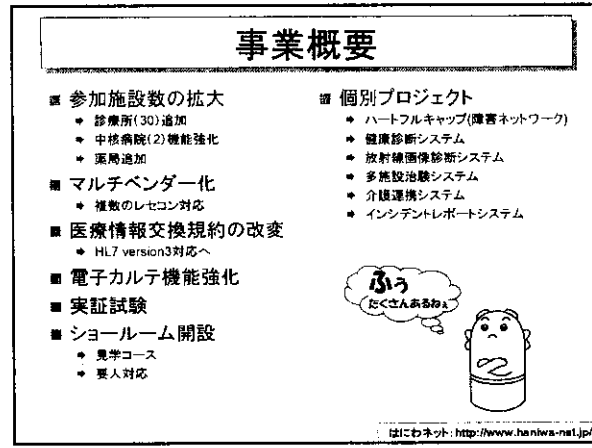 事業概要
参加施設数の拡大
診療所(30)追加
中核病院(2)機能強化
薬局追加
マルチベンダー化
複数のレセコン対応
医療情報交換規約の改変
HL7 version3対応へ
電子カルテ機能強化
実証試験
ショールーム開設
見学コース
要人対応
個別プロジェクト
ハートフルキャップ(障害ネットワーク)
健康診断システム
放射線画像診断システム
多施設治験システム
介護連携システム
インシデントレポートシステム
ふぅ
たくさんあるねぇ
はにわネット: http://www.haniwa-net.jp/